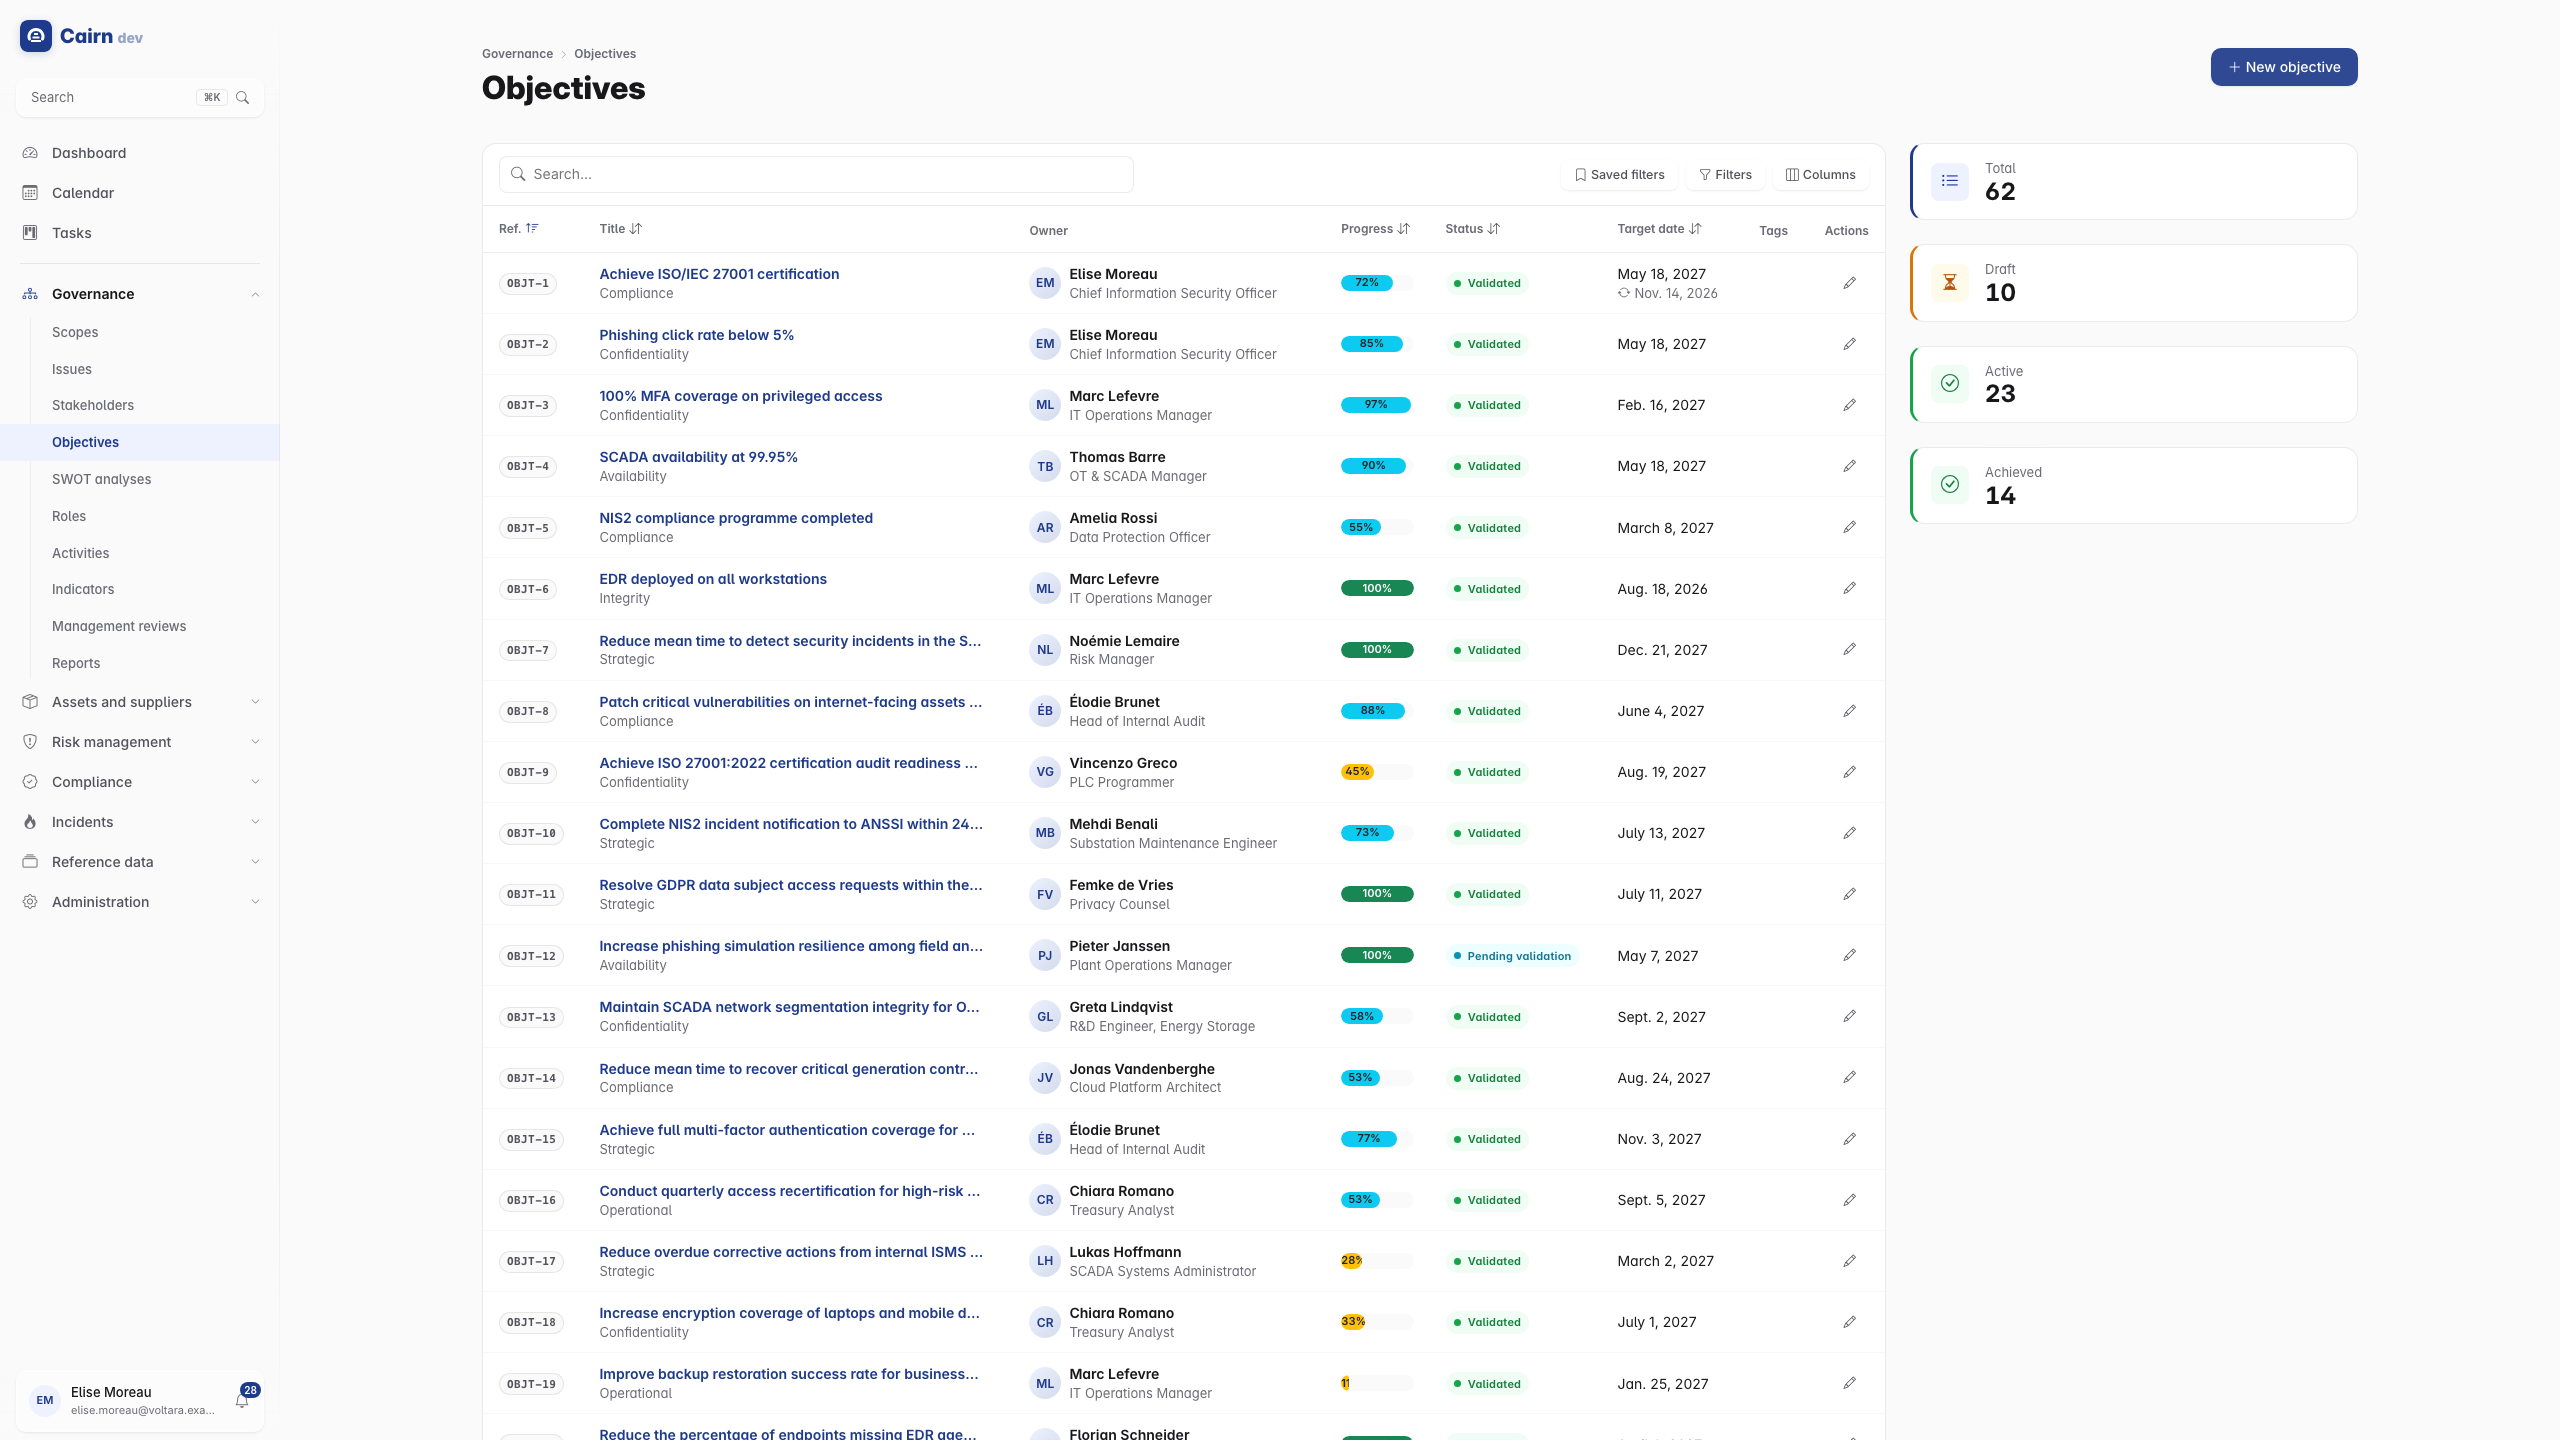 Cairn dev
Search ⌘K
Dashboard
Calendar
Tasks
Governance
Scopes
Issues
Stakeholders
Objectives
SWOT analyses
Roles
Activities
Indicators
Management reviews
Reports
Assets and suppliers
Risk management
Compliance
Incidents
Reference data
Administration
EM Elise Moreau 28
elise.moreau@voltara.exa...
Governance > Objectives
Objectives
+ New objective
Search...
Saved filters Filters Columns
Ref. Title Owner Progress Status Target date Tags Actions
OBJT-1 Achieve ISO/IEC 27001 certification EM Elise Moreau 72% Validated May 18, 2027
Compliance Chief Information Security Officer Nov. 14, 2026
OBJT-2 Phishing click rate below 5% EM Elise Moreau 85% Validated May 18, 2027
Confidentiality Chief Information Security Officer
OBJT-3 100% MFA coverage on privileged access ML Marc Lefevre 97% Validated Feb. 16, 2027
Confidentiality IT Operations Manager
OBJT-4 SCADA availability at 99.95% TB Thomas Barre 90% Validated May 18, 2027
Availability OT & SCADA Manager
OBJT-5 NIS2 compliance programme completed AR Amelia Rossi 55% Validated March 8, 2027
Compliance Data Protection Officer
OBJT-6 EDR deployed on all workstations ML Marc Lefevre 100% Validated Aug. 18, 2026
Integrity IT Operations Manager
OBJT-7 Reduce mean time to detect security incidents in the S... NL Noémie Lemaire 100% Validated Dec. 21, 2027
Strategic Risk Manager
OBJT-8 Patch critical vulnerabilities on internet-facing assets ... ÉB Élodie Brunet 88% Validated June 4, 2027
Compliance Head of Internal Audit
OBJT-9 Achieve ISO 27001:2022 certification audit readiness ... VG Vincenzo Greco 45% Validated Aug. 19, 2027
Confidentiality PLC Programmer
OBJT-10 Complete NIS2 incident notification to ANSSI within 24... MB Mehdi Benali 73% Validated July 13, 2027
Strategic Substation Maintenance Engineer
OBJT-11 Resolve GDPR data subject access requests within the... FV Femke de Vries 100% Validated July 11, 2027
Strategic Privacy Counsel
OBJT-12 Increase phishing simulation resilience among field an... PJ Pieter Janssen 100% Pending validation May 7, 2027
Availability Plant Operations Manager
OBJT-13 Maintain SCADA network segmentation integrity for O... GL Greta Lindqvist 58% Validated Sept. 2, 2027
Confidentiality R&D Engineer, Energy Storage
OBJT-14 Reduce mean time to recover critical generation contr... JV Jonas Vandenberghe 53% Validated Aug. 24, 2027
Compliance Cloud Platform Architect
OBJT-15 Achieve full multi-factor authentication coverage for ... ÉB Élodie Brunet 77% Validated Nov. 3, 2027
Strategic Head of Internal Audit
OBJT-16 Conduct quarterly access recertification for high-risk ... CR Chiara Romano 53% Validated Sept. 5, 2027
Operational Treasury Analyst
OBJT-17 Reduce overdue corrective actions from internal ISMS ... LH Lukas Hoffmann 28% Validated March 2, 2027
Strategic SCADA Systems Administrator
OBJT-18 Increase encryption coverage of laptops and mobile d... CR Chiara Romano 33% Validated July 1, 2027
Confidentiality Treasury Analyst
OBJT-19 Improve backup restoration success rate for business... ML Marc Lefevre 11 Validated Jan. 25, 2027
Operational IT Operations Manager
Reduce the percentage of endpoints missing EDR age... Florian Schneider
Total
62
Draft
10
Active
23
Achieved
14